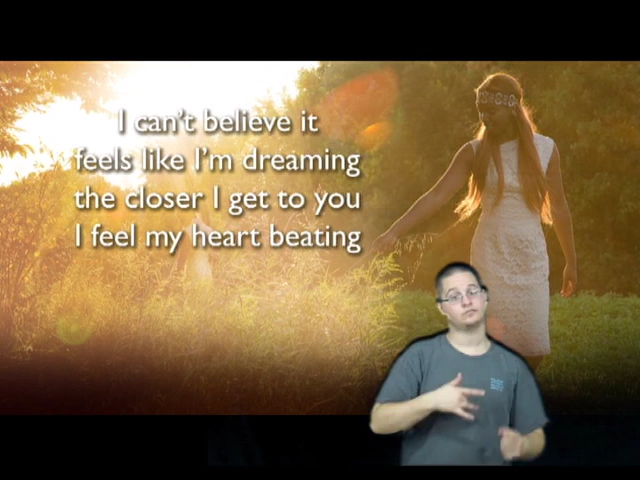 I can't believe it
feels like I'm dreaming
the closer I get to you
I feel my heart beating